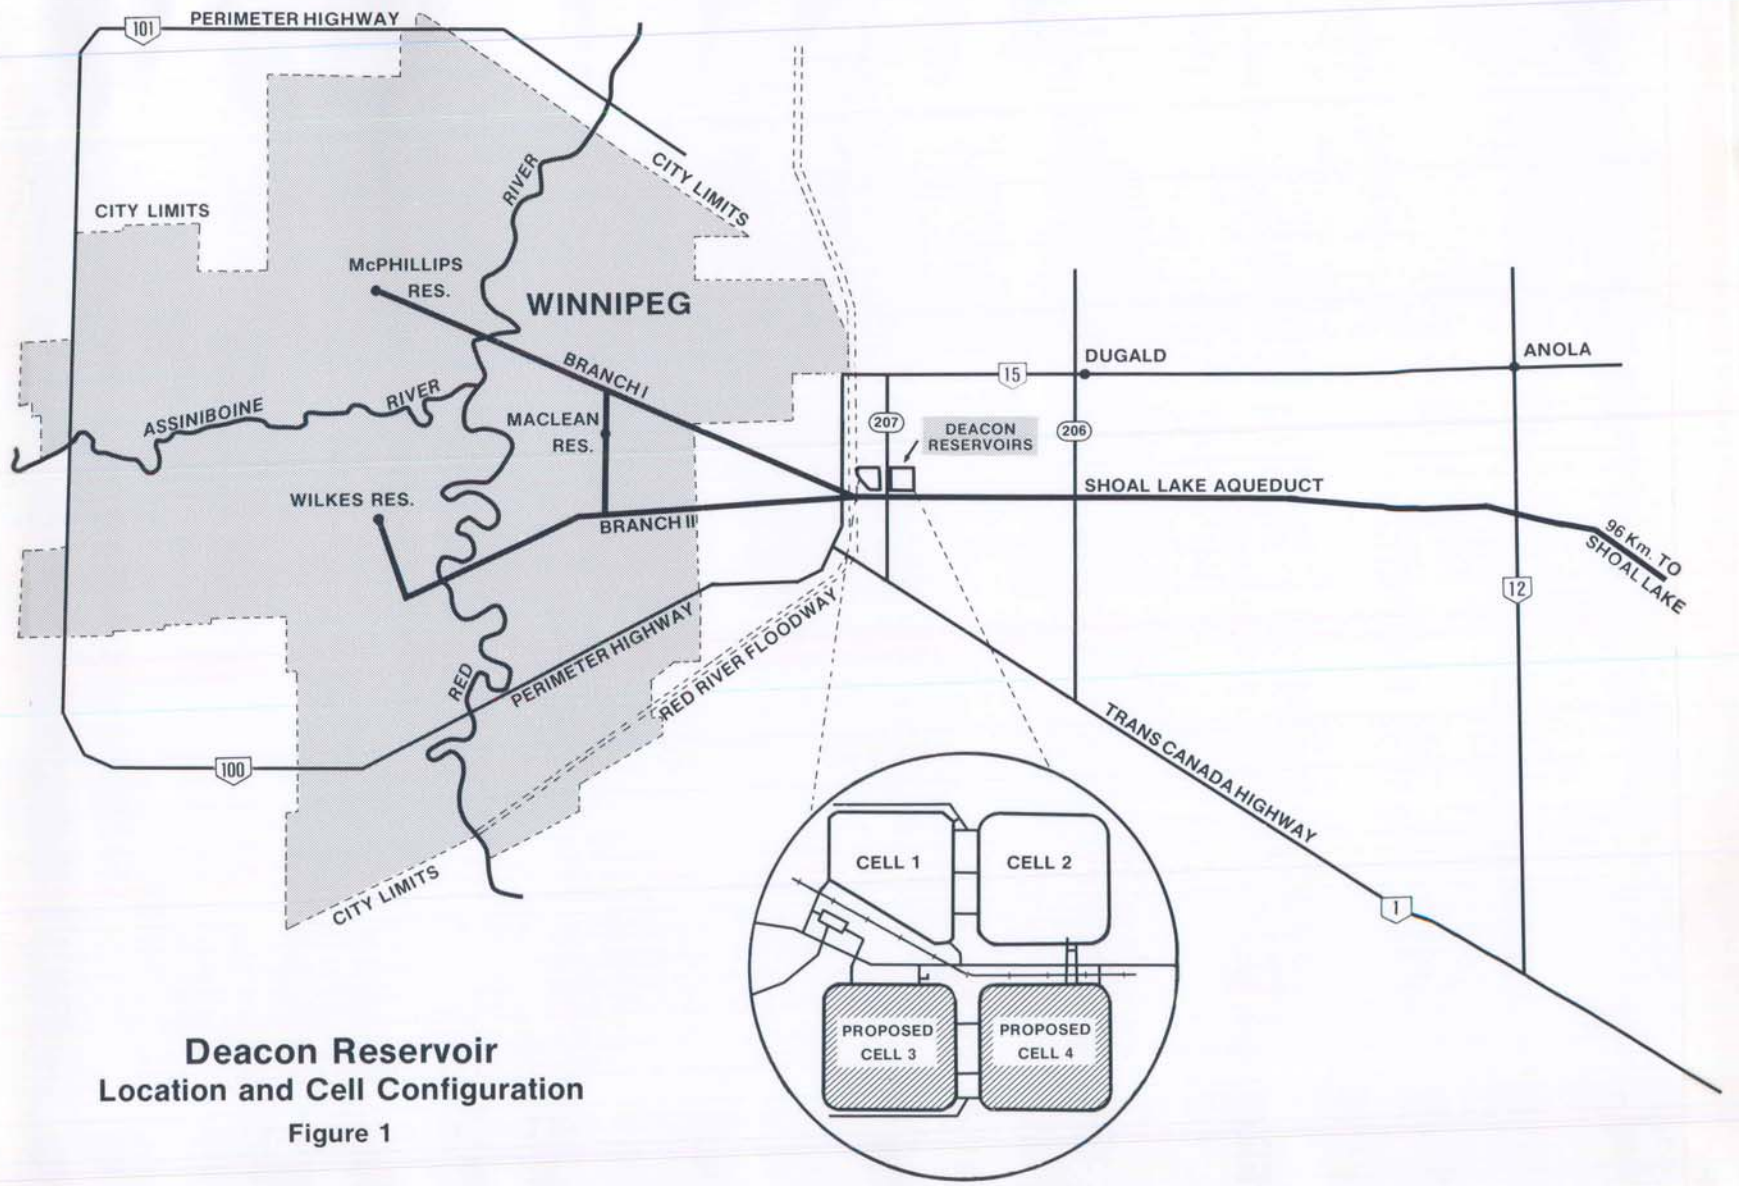 101
PERIMETER HIGHWAY
CITY LIMITS
RIVER
CITY LIMITS
McPHILLIPS
RES.
WINNIPEG
BRANCH I
ASSINIBOINE
RIVER
MACLEAN
RES.
WILKES RES.
BRANCH II
15
DUGALD
ANOLA
207
DEACON
RESERVOIRS
206
SHOAL LAKE AQUEDUCT
96 Km. TO
SHOAL LAKE
12
RED
PERIMETER HIGHWAY
RED RIVER FLOODWAY
100
TRANS CANADA HIGHWAY
1
CITY LIMITS
CELL 1
CELL 2
PROPOSED
CELL 3
PROPOSED
CELL 4
Deacon Reservoir
Location and Cell Configuration
Figure 1